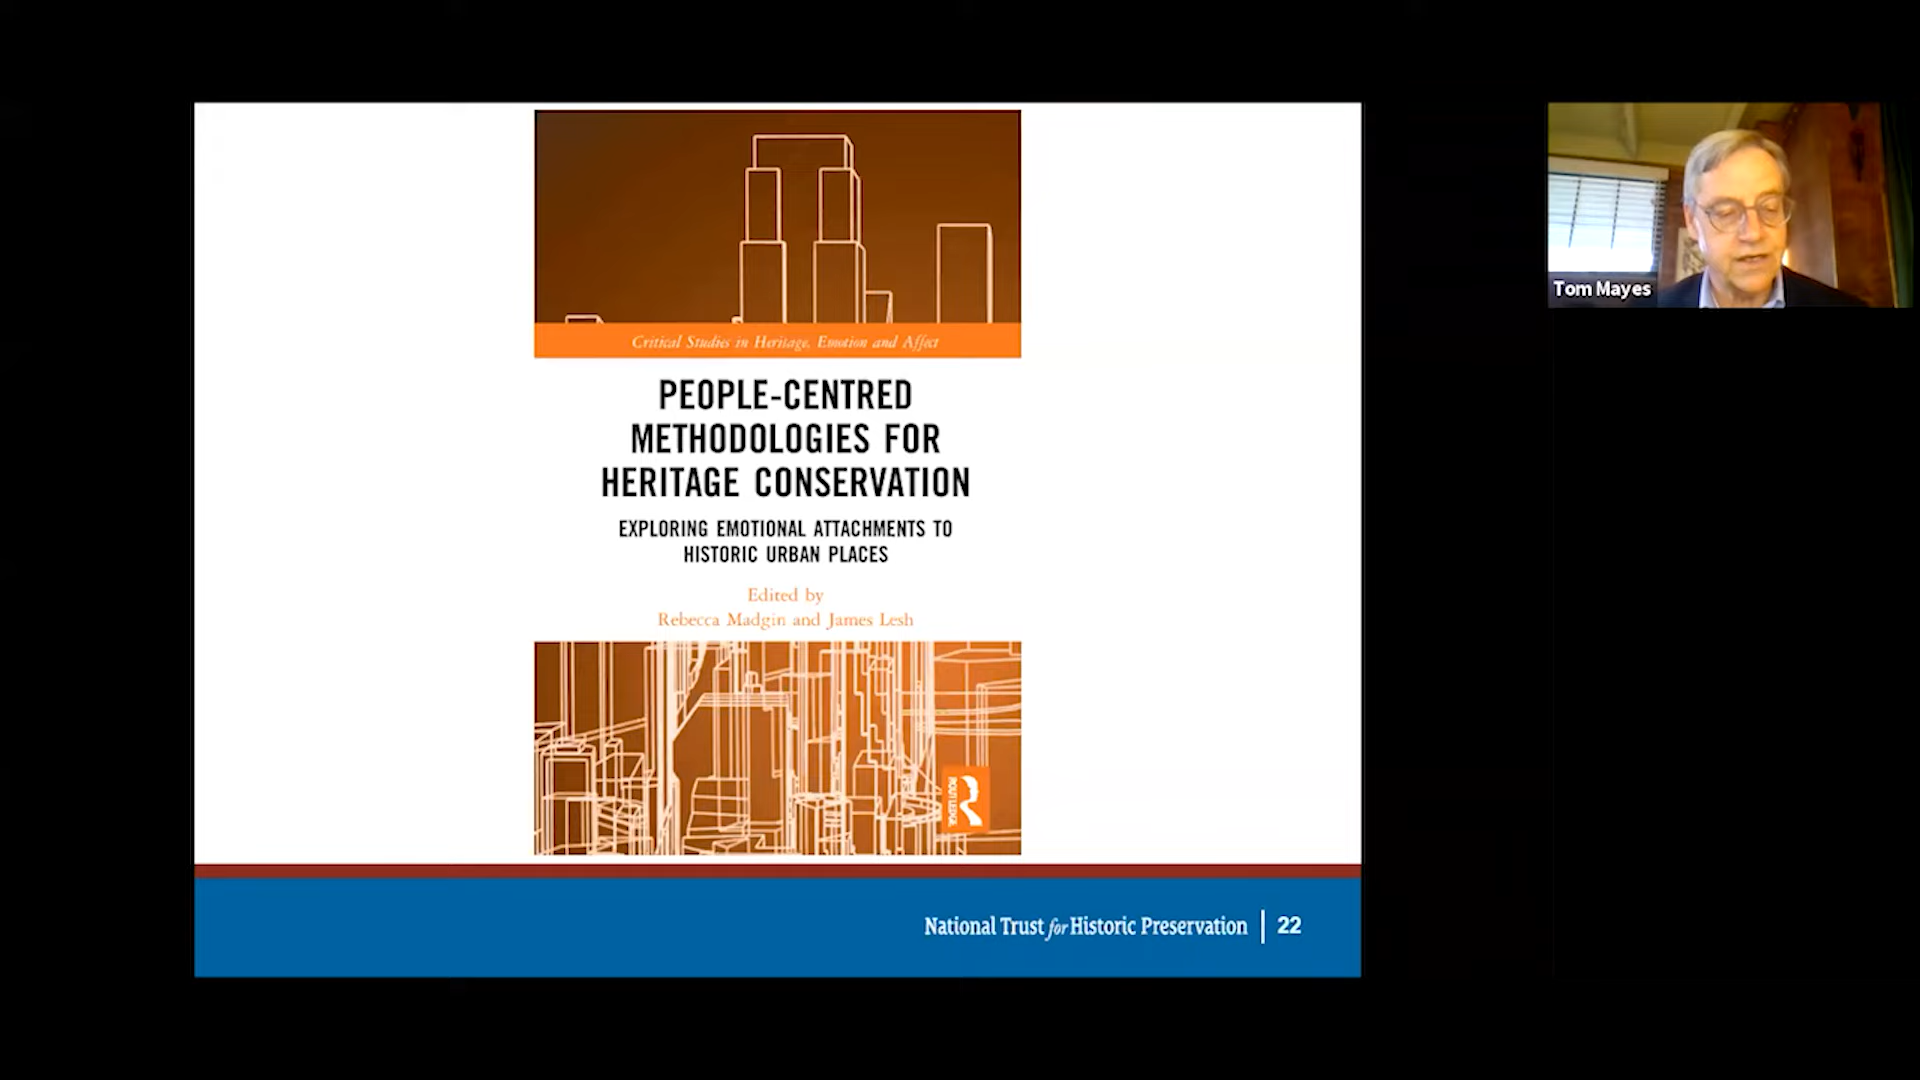 Critical Studies in Heritage, Emotion and Affect
PEOPLE-CENTRED
METHODOLOGIES FOR
HERITAGE CONSERVATION
EXPLORING EMOTIONAL ATTACHMENTS TO
HISTORIC URBAN PLACES
Edited by
Rebecca Madgin and James Lesh
ROUTLEDGE
National Trust for Historic Preservation | 22
Tom Mayes